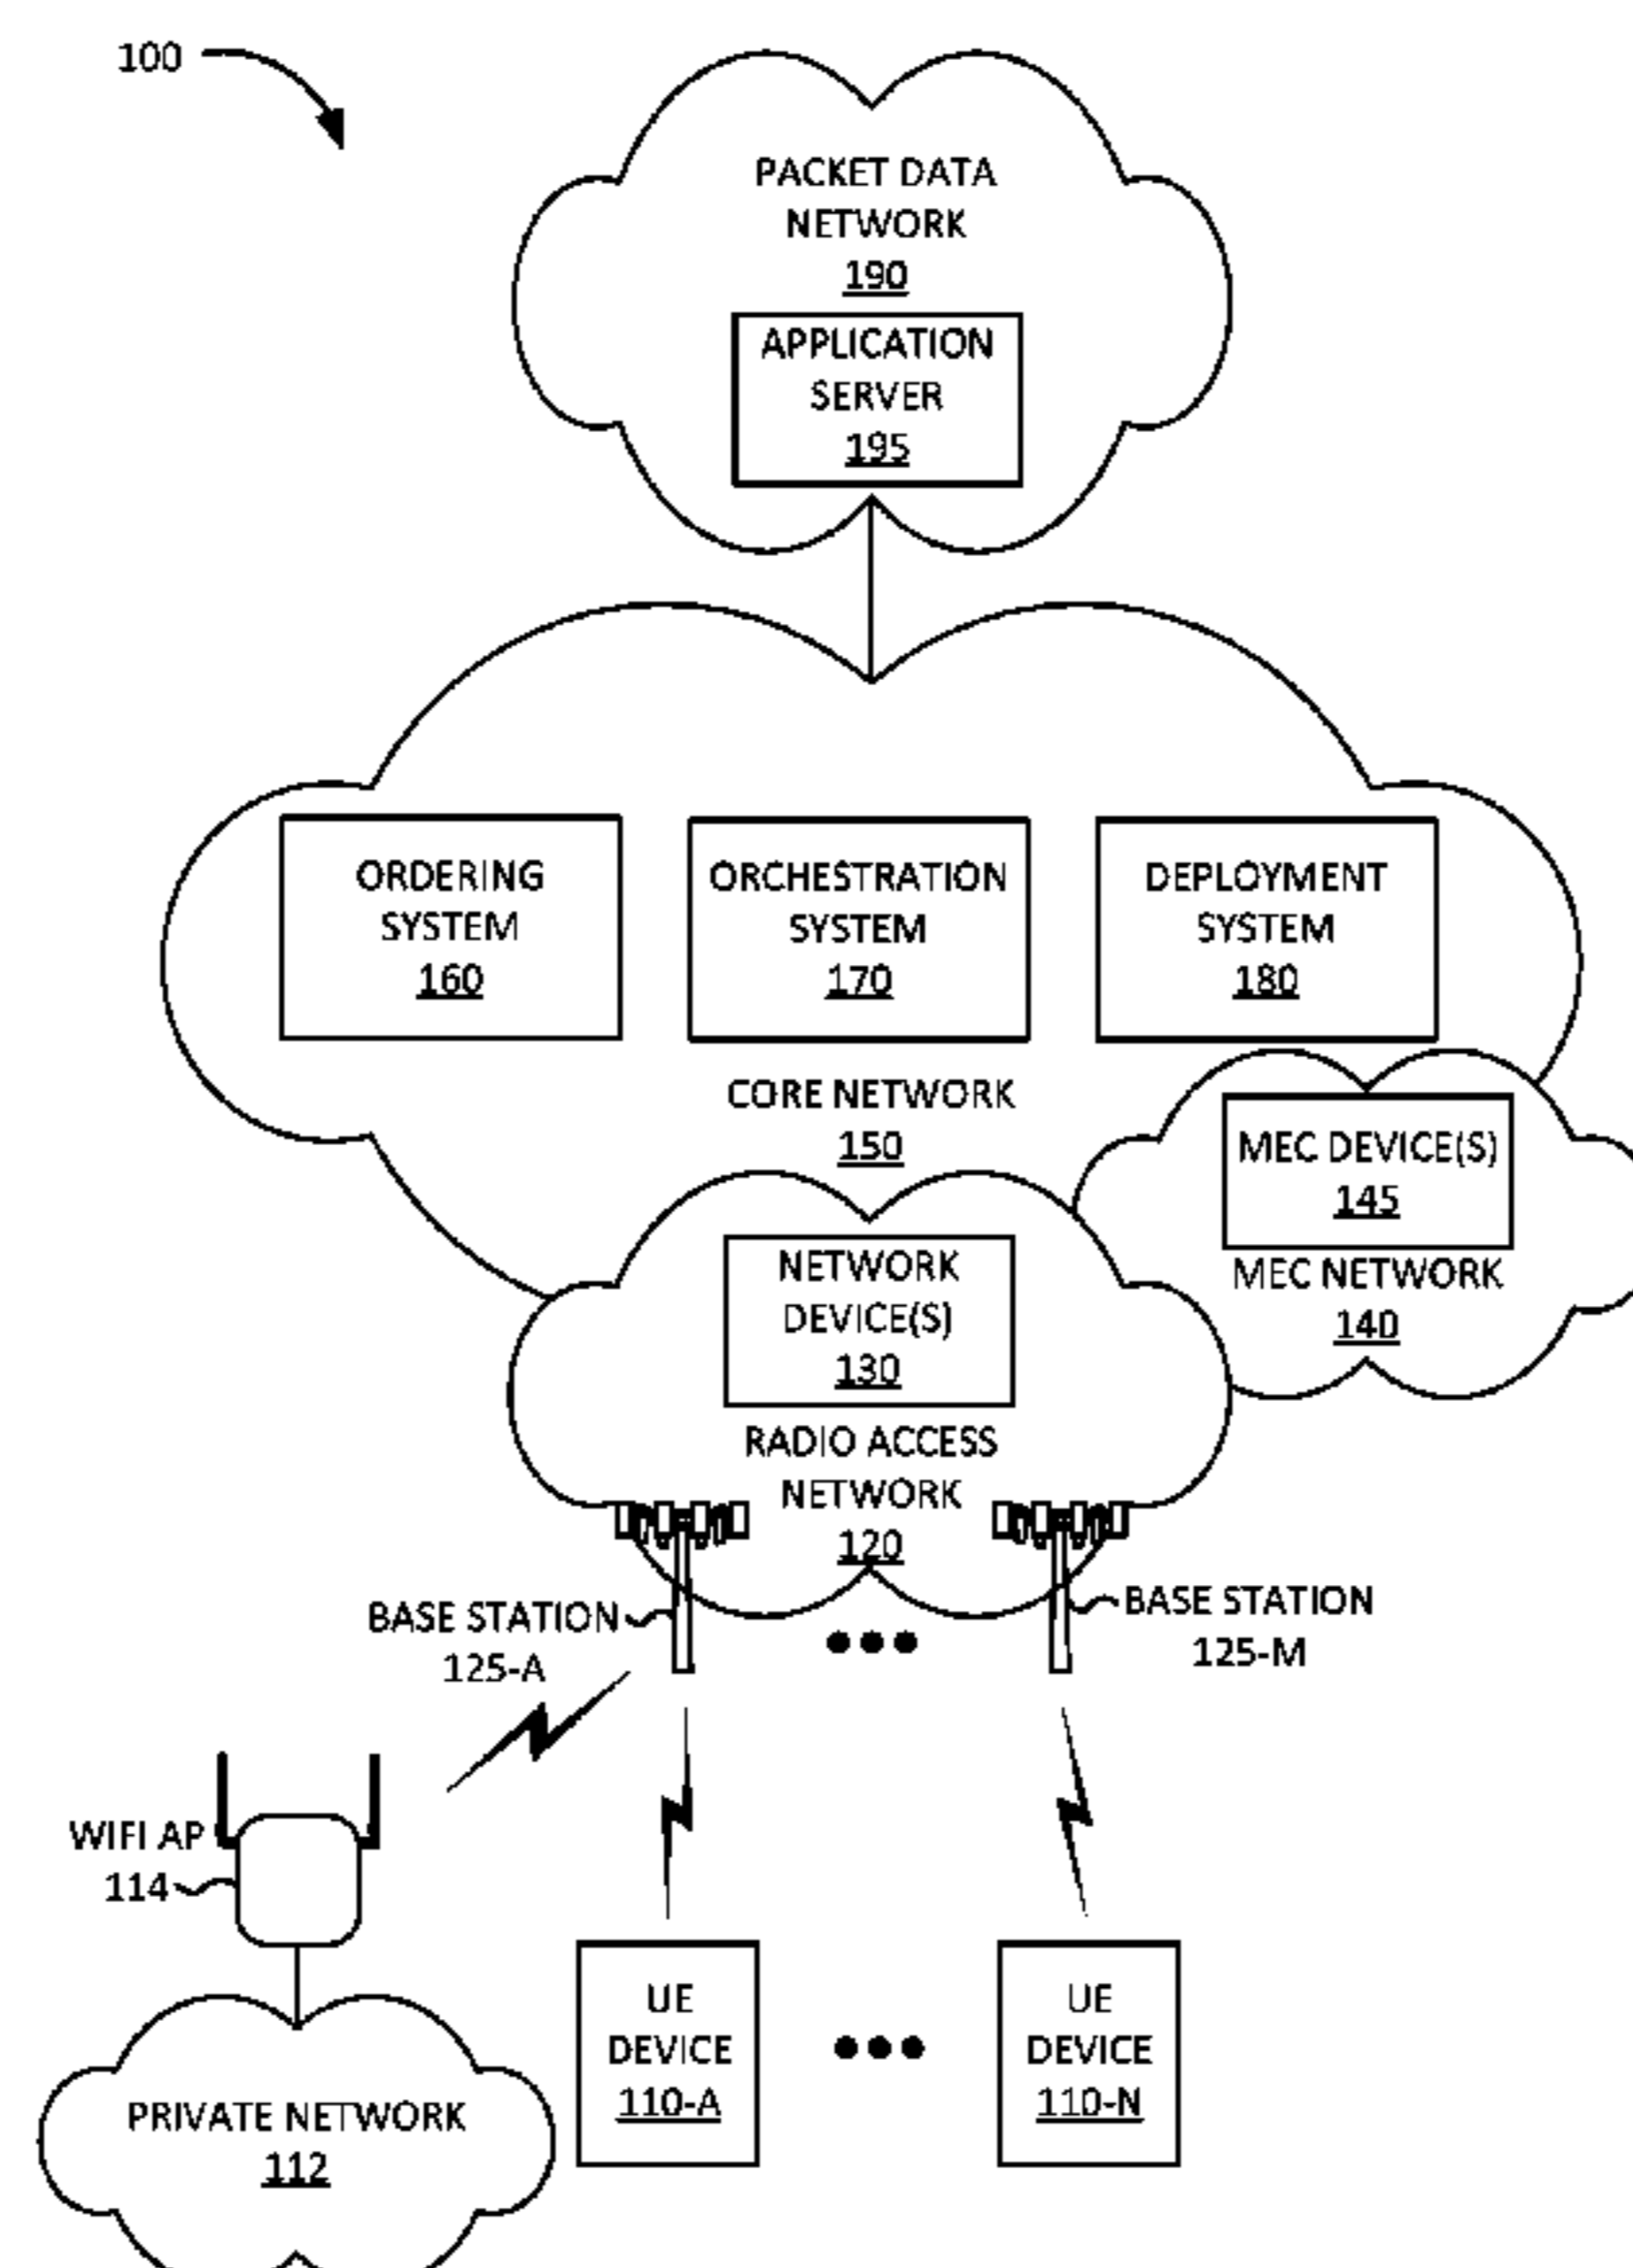 100
PACKET DATA
NETWORK
190
APPLICATION
SERVER
195
ORDERING
SYSTEM
160
ORCHESTRATION
SYSTEM
170
DEPLOYMENT
SYSTEM
180
CORE NETWORK
150
MEC DEVICE(S)
145
MEC NETWORK
140
NETWORK
DEVICE(S)
130
RADIO ACCESS
NETWORK
120
BASE STATION
125-A
BASE STATION
125-M
WIFI AP
114
PRIVATE NETWORK
112
UE
DEVICE
110-A
UE
DEVICE
110-N